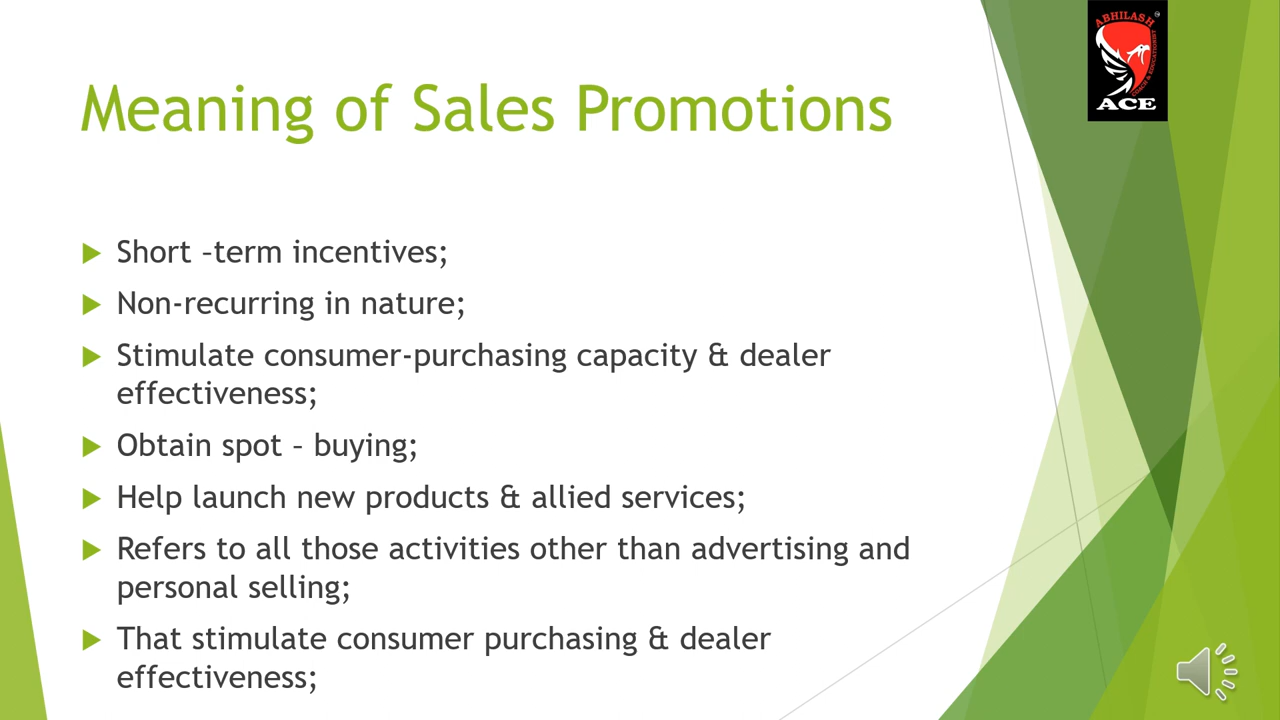 ABHILASH
COACH & EDUCATIONIST
ACE
Meaning of Sales Promotions
Short –term incentives;
Non-recurring in nature;
Stimulate consumer-purchasing capacity & dealer
effectiveness;
Obtain spot – buying;
Help launch new products & allied services;
Refers to all those activities other than advertising and
personal selling;
That stimulate consumer purchasing & dealer
effectiveness;